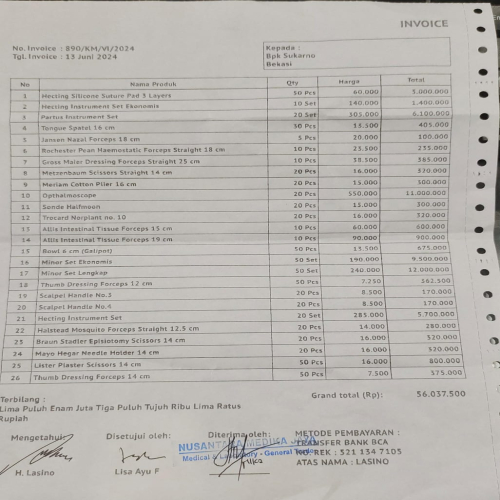 INVOICE
No. Invoice : 890/KM/VI/2024
Tgl. Invoice : 13 Juni 2024
Kepada :
Bpk Sukarno
Bekasi
No Nama Produk Qty Harga Total
1 Hecting Silicone Suture Pad 3 Layers 50 Pcs 60.000 3.000.000
2 Hecting Instrument Set Ekonomis 10 Set 140.000 1.400.000
3 Partus Instrument Set 20 Set 305.000 6.100.000
4 Tongue Spatel 16 cm 30 Pcs 13.500 405.000
5 Jansen Nazal Forceps 18 cm 5 Pcs 20.000 100.000
6 Rochester Pean Haemostatic Forceps Straight 18 cm 10 Pcs 23.500 235.000
7 Gross Maier Dressing Forceps Straight 25 cm 10 Pcs 38.500 385.000
8 Metzenbaum Scissors Straight 14 cm 20 Pcs 16.000 320.000
9 Meriam Cotton Plier 16 cm 20 Pcs 15.000 300.000
10 Opthalmoscope 20 Pcs 550.000 11.000.000
11 Sonde Halfmoon 20 Pcs 15.000 300.000
12 Trocard Norplant no. 10 20 Pcs 16.000 320.000
13 Allis Intestinal Tissue Forceps 15 cm 10 Pcs 60.000 600.000
14 Allis Intestinal Tissue Forceps 19 cm 10 Pcs 90.000 900.000
15 Bowl 6 cm (Galipot) 50 Pcs 13.500 675.000
16 Minor Set Ekonomis 50 Set 190.000 9.500.000
17 Minor Set Lengkap 50 Set 240.000 12.000.000
18 Thumb Dressing Forceps 12 cm 50 Pcs 7.250 362.500
19 Scalpel Handle No.3 20 Pcs 8.500 170.000
20 Scalpel Handle No.4 20 Pcs 8.500 170.000
21 Hecting Instrument Set 20 Set 285.000 5.700.000
22 Halstead Mosquito Forceps Straight 12.5 cm 20 Pcs 14.000 280.000
23 Braun Stadler Episiotomy Scissors 14 cm 20 Pcs 16.000 320.000
24 Mayo Hegar Needle Holder 14 cm 20 Pcs 16.000 320.000
25 Lister Plaster Scissors 14 cm 50 Pcs 16.000 800.000
26 Thumb Dressing Forceps 14 cm 50 Pcs 7.500 375.000
Grand total (Rp): 56.037.500
Terbilang :
Lima Puluh Enam Juta Tiga Puluh Tujuh Ribu Lima Ratus
Rupiah
Mengetahui: Disetujui oleh: Diterima oleh:
METODE PEMBAYARAN :
TRANSFER BANK BCA
NO. REK : 521 134 7105
ATAS NAMA : LASINO
NUSANTARA MEDIKA
Medical & Laboratory - General
H. Lasino Lisa Ayu F